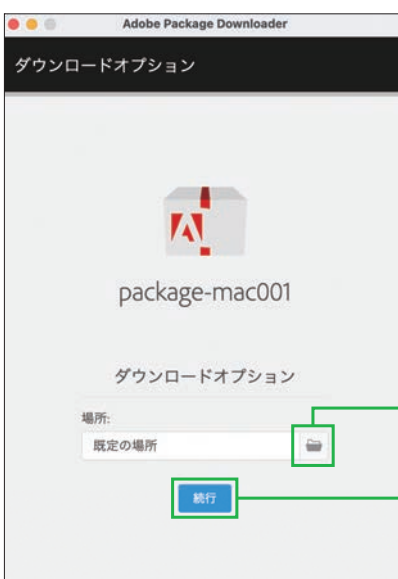 Adobe Package Downloader
ダウンロードオプション
package-mac001
ダウンロードオプション
場所:
既定の場所
続行